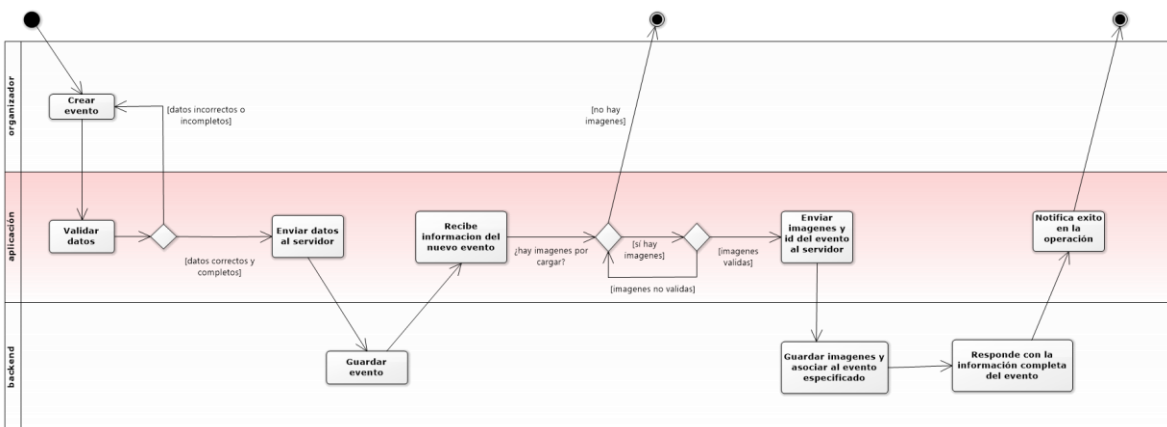 organizador
Crear
evento
[datos incorrectos o
incompletos]
[no hay
imagenes]
aplicación
Validar
datos
[datos correctos y
completos]
Enviar datos
al servidor
Recibe
informacion del
nuevo evento
¿hay imagenes por
cargar?
[sí hay
imagenes]
[imagenes no validas]
[imagenes
validas]
Enviar
imagenes y
id del evento
al servidor
Notifica exito
en la
operación
backend
Guardar
evento
Guardar imagenes y
asociar al evento
especificado
Responde con la
información completa
del evento